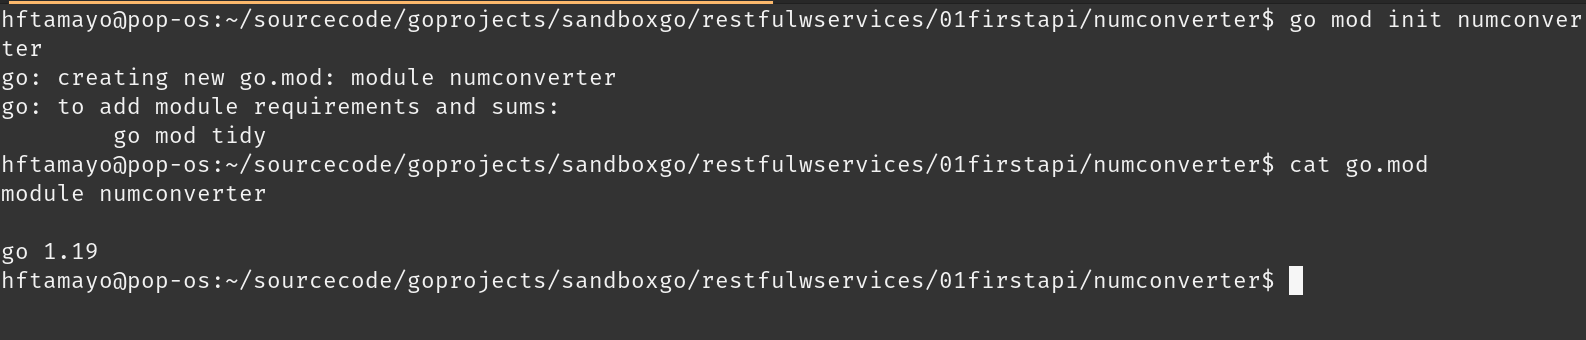 hftamayo@pop-os:~/sourcecode/goprojects/sandboxgo/restfulwservices/01firstapi/numconverter$ go mod init numconver
ter
go: creating new go.mod: module numconverter
go: to add module requirements and sums:
        go mod tidy
hftamayo@pop-os:~/sourcecode/goprojects/sandboxgo/restfulwservices/01firstapi/numconverter$ cat go.mod
module numconverter

go 1.19
hftamayo@pop-os:~/sourcecode/goprojects/sandboxgo/restfulwservices/01firstapi/numconverter$